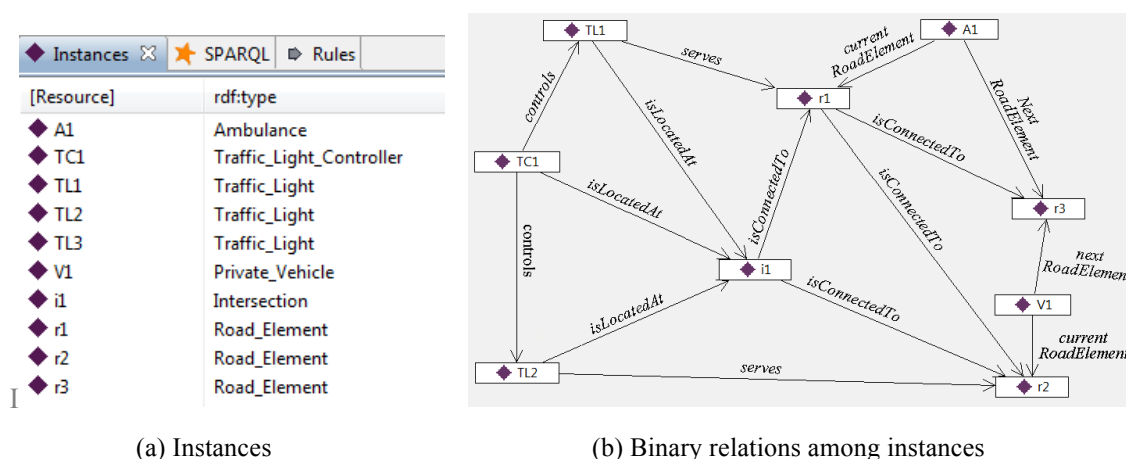 Instances SPARQL Rules
[Resource] rdf:type
A1 Ambulance
TC1 Traffic_Light_Controller
TL1 Traffic_Light
TL2 Traffic_Light
TL3 Traffic_Light
V1 Private_Vehicle
i1 Intersection
r1 Road_Element
r2 Road_Element
r3 Road_Element
I
TL1
A1
serves
current
RoadElement
r1
controls
isLocatedAt
Next
RoadElement
isConnectedTo
TC1
isLocatedAt
isConnectedTo
isConnectedTo
r3
controls
i1
next
RoadElement
isLocatedAt
isConnectedTo
V1
current
RoadElement
TL2
serves
r2
(a) Instances
(b) Binary relations among instances